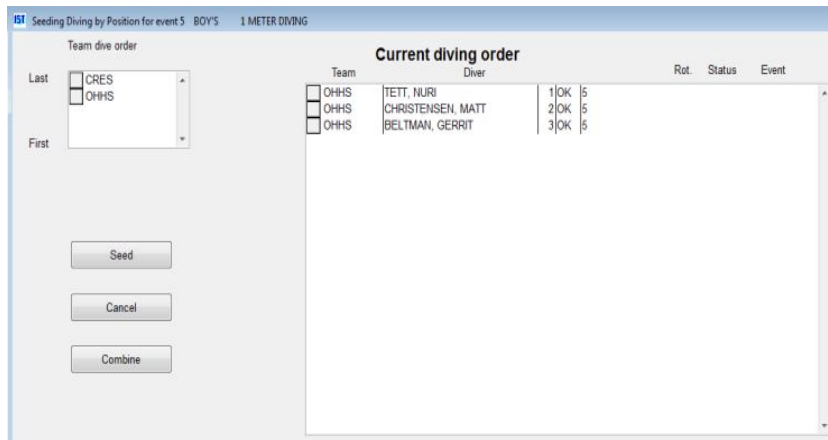 IST Seeding Diving by Position for event 5 BOY'S 1 METER DIVING
Team dive order
Last
CRES
OHHS
First
Seed
Cancel
Combine
Current diving order
Team Diver Rot. Status Event
OHHS TETT, NURI 1 OK 5
OHHS CHRISTENSEN, MATT 2 OK 5
OHHS BELTMAN, GERRIT 3 OK 5